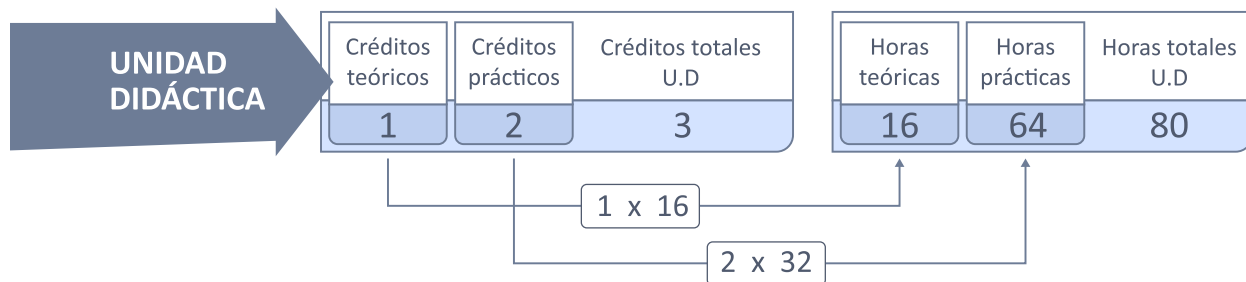 UNIDAD
DIDÁCTICA
Créditos
teóricos
Créditos
prácticos
Créditos totales
U.D
1
2
3
Horas
teóricas
Horas
prácticas
Horas totales
U.D
16
64
80
1 x 16
2 x 32